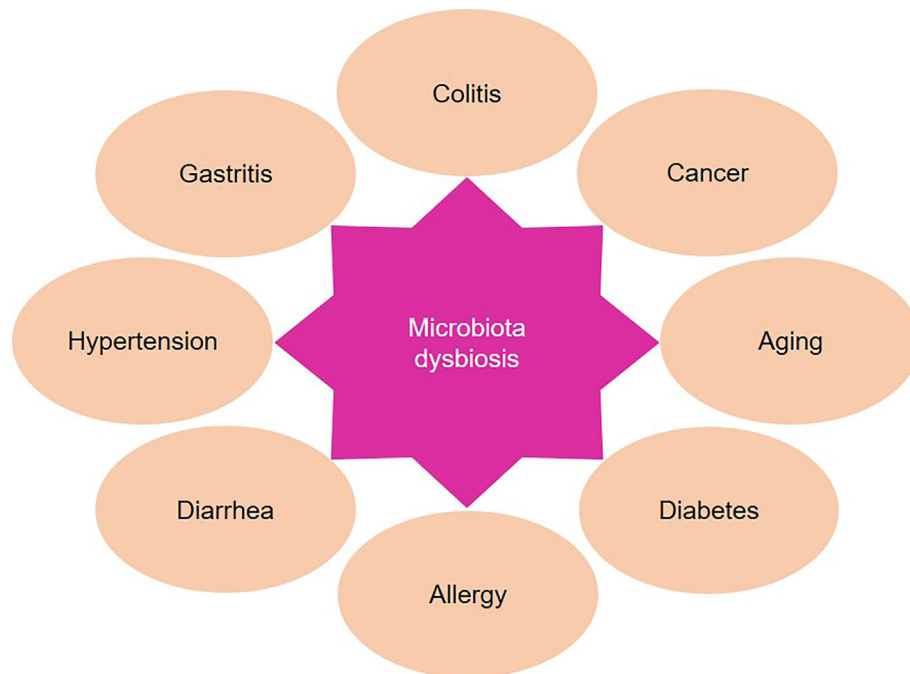 Colitis
Gastritis
Cancer
Hypertension
Microbiota
dysbiosis
Aging
Diarrhea
Diabetes
Allergy